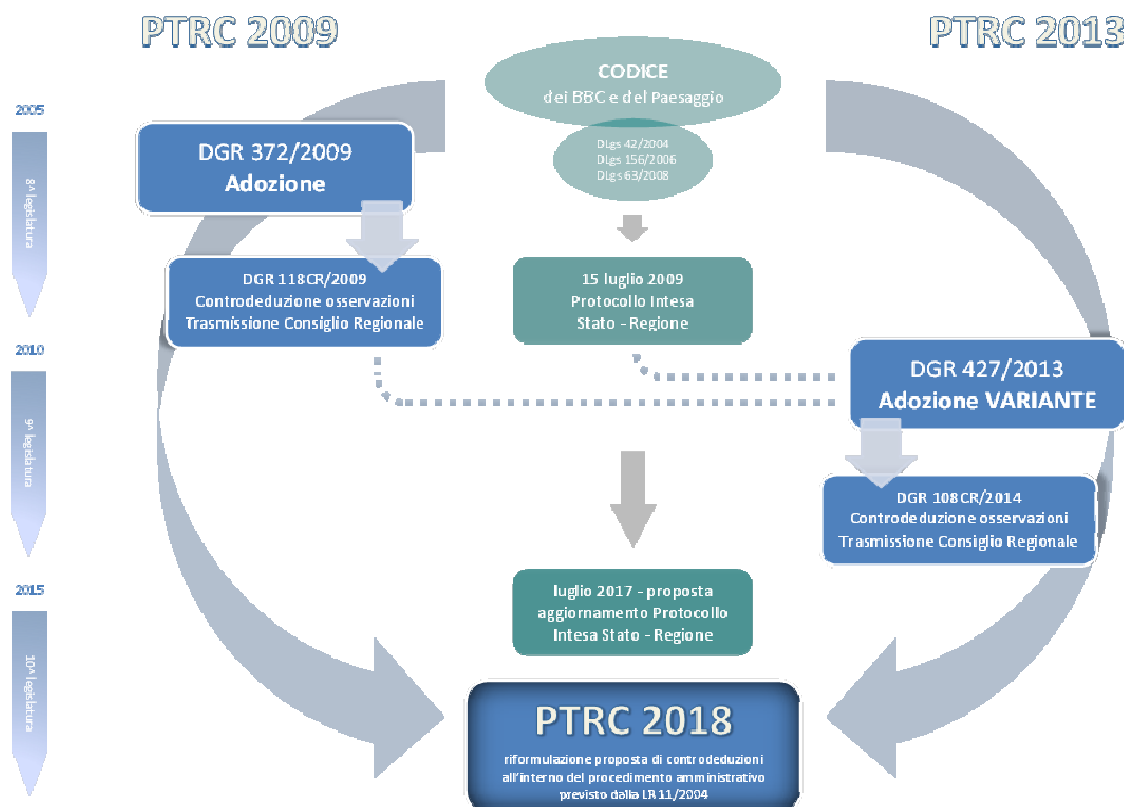 PTRC 2009
PTRC 2013
CODICE
dei BBC e del Paesaggio
DLgs 42/2004
DLgs 156/2006
DLgs 63/2008
2005
8^ legislatura
DGR 372/2009
Adozione
DGR 118CR/2009
Controdeduzione osservazioni
Trasmissione Consiglio Regionale
15 luglio 2009
Protocollo Intesa
Stato - Regione
2010
9^ legislatura
DGR 427/2013
Adozione VARIANTE
DGR 108CR/2014
Controdeduzione osservazioni
Trasmissione Consiglio Regionale
2015
10^ legislatura
luglio 2017 - proposta
aggiornamento Protocollo
Intesa Stato - Regione
PTRC 2018
riformulazione proposta di controdeduzioni
all'interno del procedimento amministrativo
previsto dalla LR 11/2004